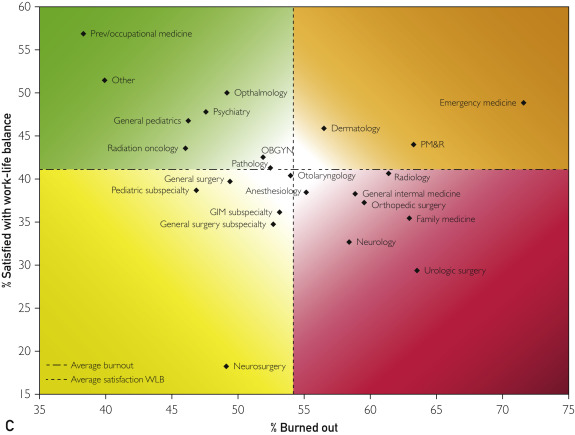 60
55
50
45
40
35
30
25
20
15
% Satisfied with work-life balance
Prev/occupational medicine
Other
Opthalmology
Psychiatry
General pediatrics
Radiation oncology
OBGYN
Pathology
General surgery
Pediatric subspecialty
GIM subspecialty
General surgery subspecialty
Neurosurgery
Emergency medicine
Dermatology
PM&R
Otolaryngology
Radiology
Anesthesiology
General internal medicine
Orthopedic surgery
Family medicine
Neurology
Urologic surgery
Average burnout
Average satisfaction WLB
35 40 45 50 55 60 65 70 75
% Burned out
C